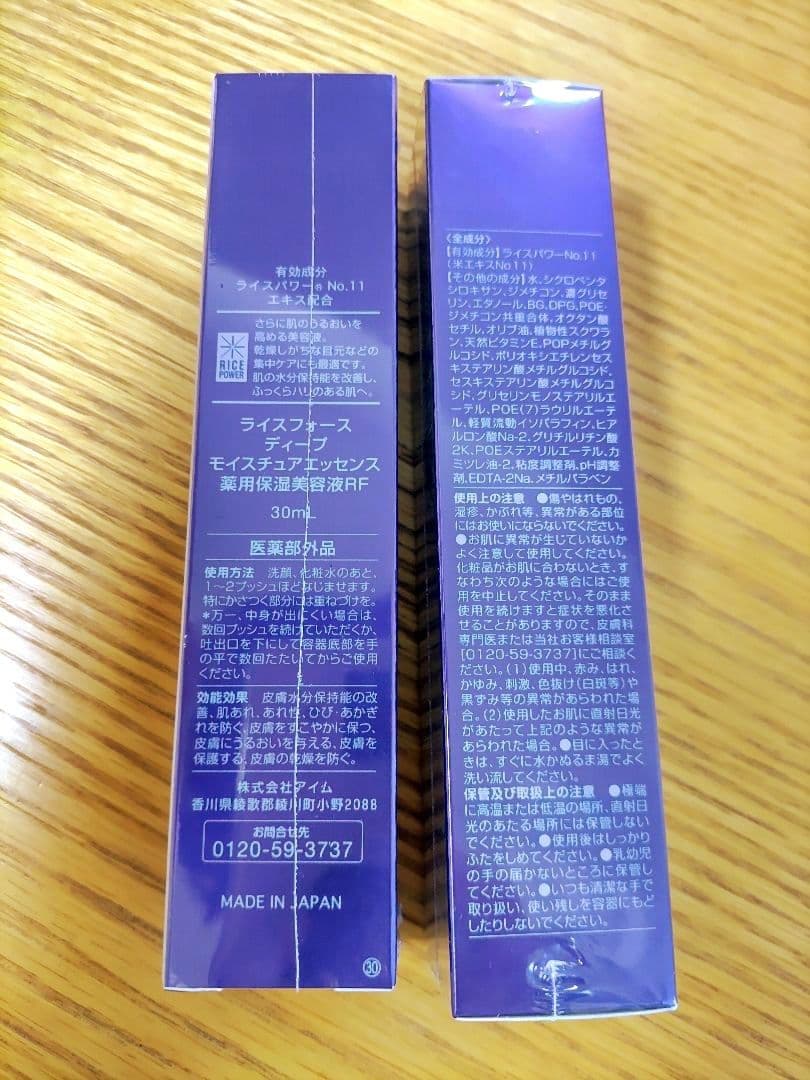 有効成分
ライスパワー® No.11
エキス配合
RICE
POWER
さらに肌のうるおいを
高める美容液。
乾燥しがちな目元などの
集中ケアにも最適です。
肌の水分保持能を改善し、
ふっくらハリのある肌へ。
ライスフォース
ディープ
モイスチュアエッセンス
薬用保湿美容液RF
30mL
医薬部外品
使用方法 洗顔、化粧水のあと、
1～2プッシュほどなじませます。
特にかさつく部分には重ねづけを。
*万一、中身が出にくい場合は、
数回プッシュを続けていただくか、
吐出口を下にして容器底部を手
の平で数回たたいてからご使用
ください。
効能効果 皮膚水分保持能の改
善、肌あれ、あれ性、ひび・あかぎ
れを防ぐ、皮膚をすこやかに保つ、
皮膚にうるおいを与える、皮膚を
保護する、皮膚の乾燥を防ぐ。
株式会社アイム
香川県綾歌郡綾川町小野2088
お問合せ先
0120-59-3737
MADE IN JAPAN
30
〈全成分〉
【有効成分】ライスパワーNo.11
(米エキスNo.11)
【その他の成分】水、シクロペンタ
シロキサン、ジメチコン、濃グリセ
リン、エタノール、BG、DPG、POE・
ジメチコン共重合体、オクタン酸
セチル、オリブ油、植物性スクワラ
ン、天然ビタミンE、POPメチルグ
ルコシド、ポリオキシエチレンセス
キステアリン酸メチルグルコシド、
セスキステアリン酸メチルグルコ
シド、グリセリンモノステアリルエ
ーテル、POE(7)ラウリルエーテ
ル、軽質流動イソパラフィン、ヒア
ルロン酸Na-2、グリチルリチン酸
2K、POEステアリルエーテル、カ
ミツレ油-2、粘度調整剤、pH調整
剤、EDTA-2Na、メチルパラベン
使用上の注意 ●傷やはれもの、
湿疹、かぶれ等、異常がある部位
にはお使いにならないでください。
●お肌に異常が生じていないか
よく注意して使用してください。
化粧品がお肌に合わないとき、す
なわち次のような場合にはご使
用を中止してください。そのまま
使用を続けますと症状を悪化さ
せることがありますので、皮膚科
専門医または当社お客様相談室
[0120-59-3737]にご相談く
ださい。(1)使用中、赤み、はれ、
かゆみ、刺激、色抜け(白斑等)や
黒ずみ等の異常があらわれた場
合。(2)使用したお肌に直射日光
があたって上記のような異常が
あらわれた場合。●目に入ったと
きは、すぐに水かぬるま湯でよく
洗い流してください。
保管及び取扱上の注意 ●極端
に高温または低温の場所、直射日
光のあたる場所には保管しない
でください。●使用後はしっかり
ふたをしめてください。●乳幼児
の手の届かないところに保管し
てください。●いつも清潔な手で
取り扱い、使い残しを容器にもど
したりしないでください。